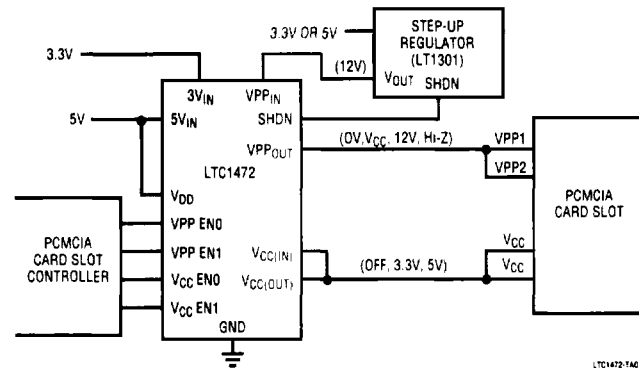 3.3V OR 5V
STEP-UP
REGULATOR
(LT1301)
VOUT SHDN
3.3V
(12V)
3VIN VPPIN
5V
5VIN
SHDN
VPPOUT
(0V, VCC, 12V, Hi-Z)
VPP1
VPP2
LTC1472
VDD
PCMCIA
CARD SLOT
PCMCIA
CARD SLOT
CONTROLLER
VPP EN0
VPP EN1
VCC EN0
VCC EN1
VCC(IN)
VCC(OUT)
(OFF, 3.3V, 5V)
VCC
VCC
GND
LTC1472-TA0